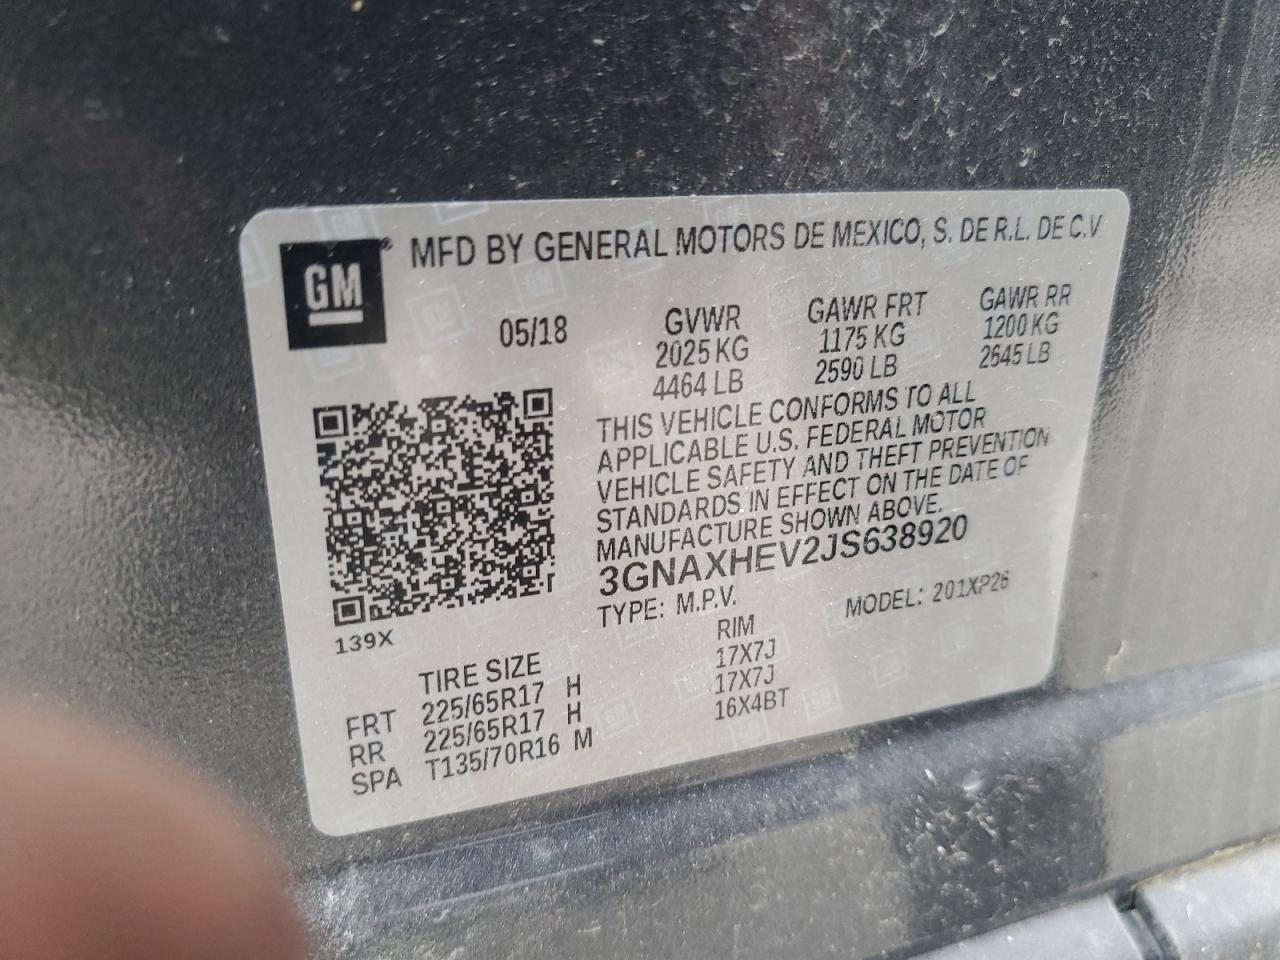 GM
MFD BY GENERAL MOTORS DE MEXICO, S. DE R.L. DE C.V
05/18
GVWR GAWR FRT GAWR RR
2025 KG 1175 KG 1200 KG
4464 LB 2590 LB 2645 LB
THIS VEHICLE CONFORMS TO ALL
APPLICABLE U.S. FEDERAL MOTOR
VEHICLE SAFETY AND THEFT PREVENTION
STANDARDS IN EFFECT ON THE DATE OF
MANUFACTURE SHOWN ABOVE.
3GNAXHEV2JS638920
TYPE: M.P.V. MODEL: 201XP26
139X
TIRE SIZE RIM
FRT 225/65R17 H 17X7J
RR 225/65R17 H 17X7J
SPA T135/70R16 M 16X4BT